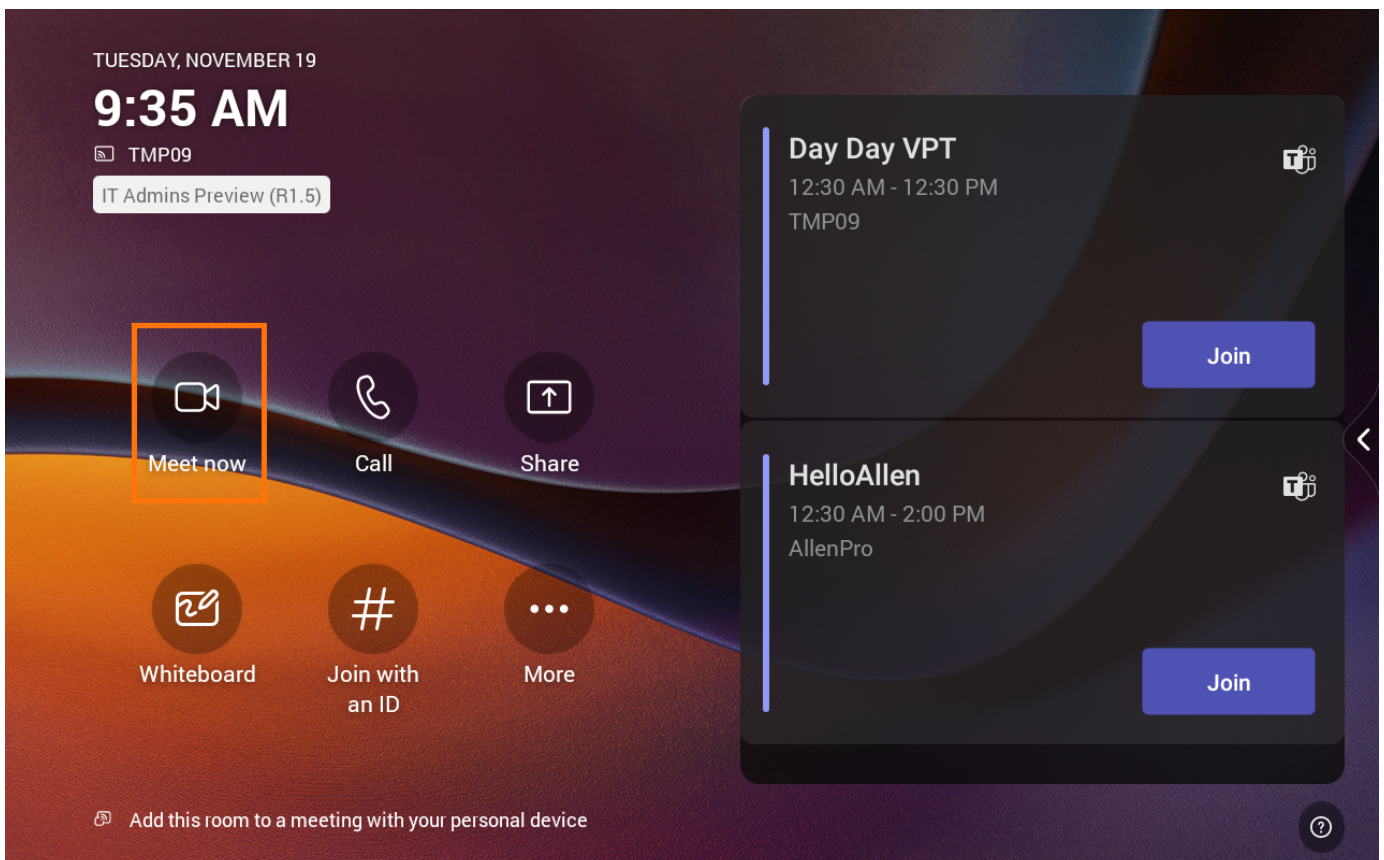 TUESDAY, NOVEMBER 19
9:35 AM
TMP09
IT Admins Preview (R1.5)
Meet now
Call
Share
Whiteboard
Join with
an ID
More
Add this room to a meeting with your personal device
Day Day VPT
12:30 AM - 12:30 PM
TMP09
Join
HelloAllen
12:30 AM - 2:00 PM
AllenPro
Join